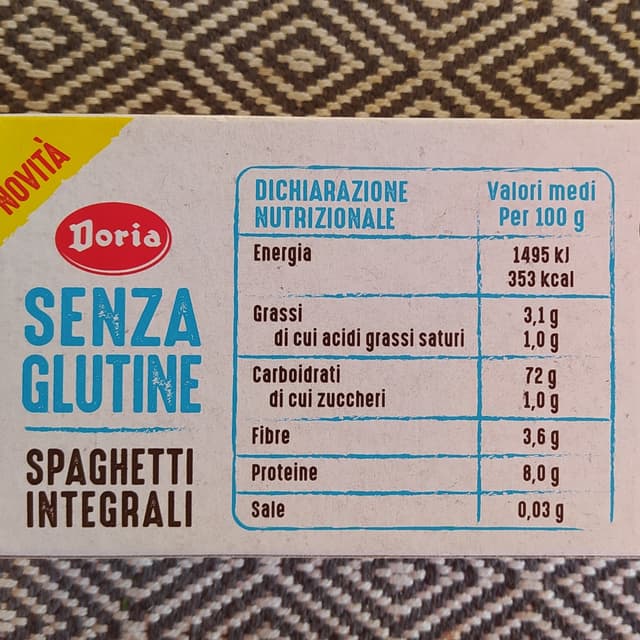 NOVITÀ
Doria
SENZA
GLUTINE
SPAGHETTI
INTEGRALI
DICHIARAZIONE NUTRIZIONALE Valori medi Per 100 g
Energia 1495 kJ
353 kcal
Grassi 3,1 g
di cui acidi grassi saturi 1,0 g
Carboidrati 72 g
di cui zuccheri 1,0 g
Fibre 3,6 g
Proteine 8,0 g
Sale 0,03 g